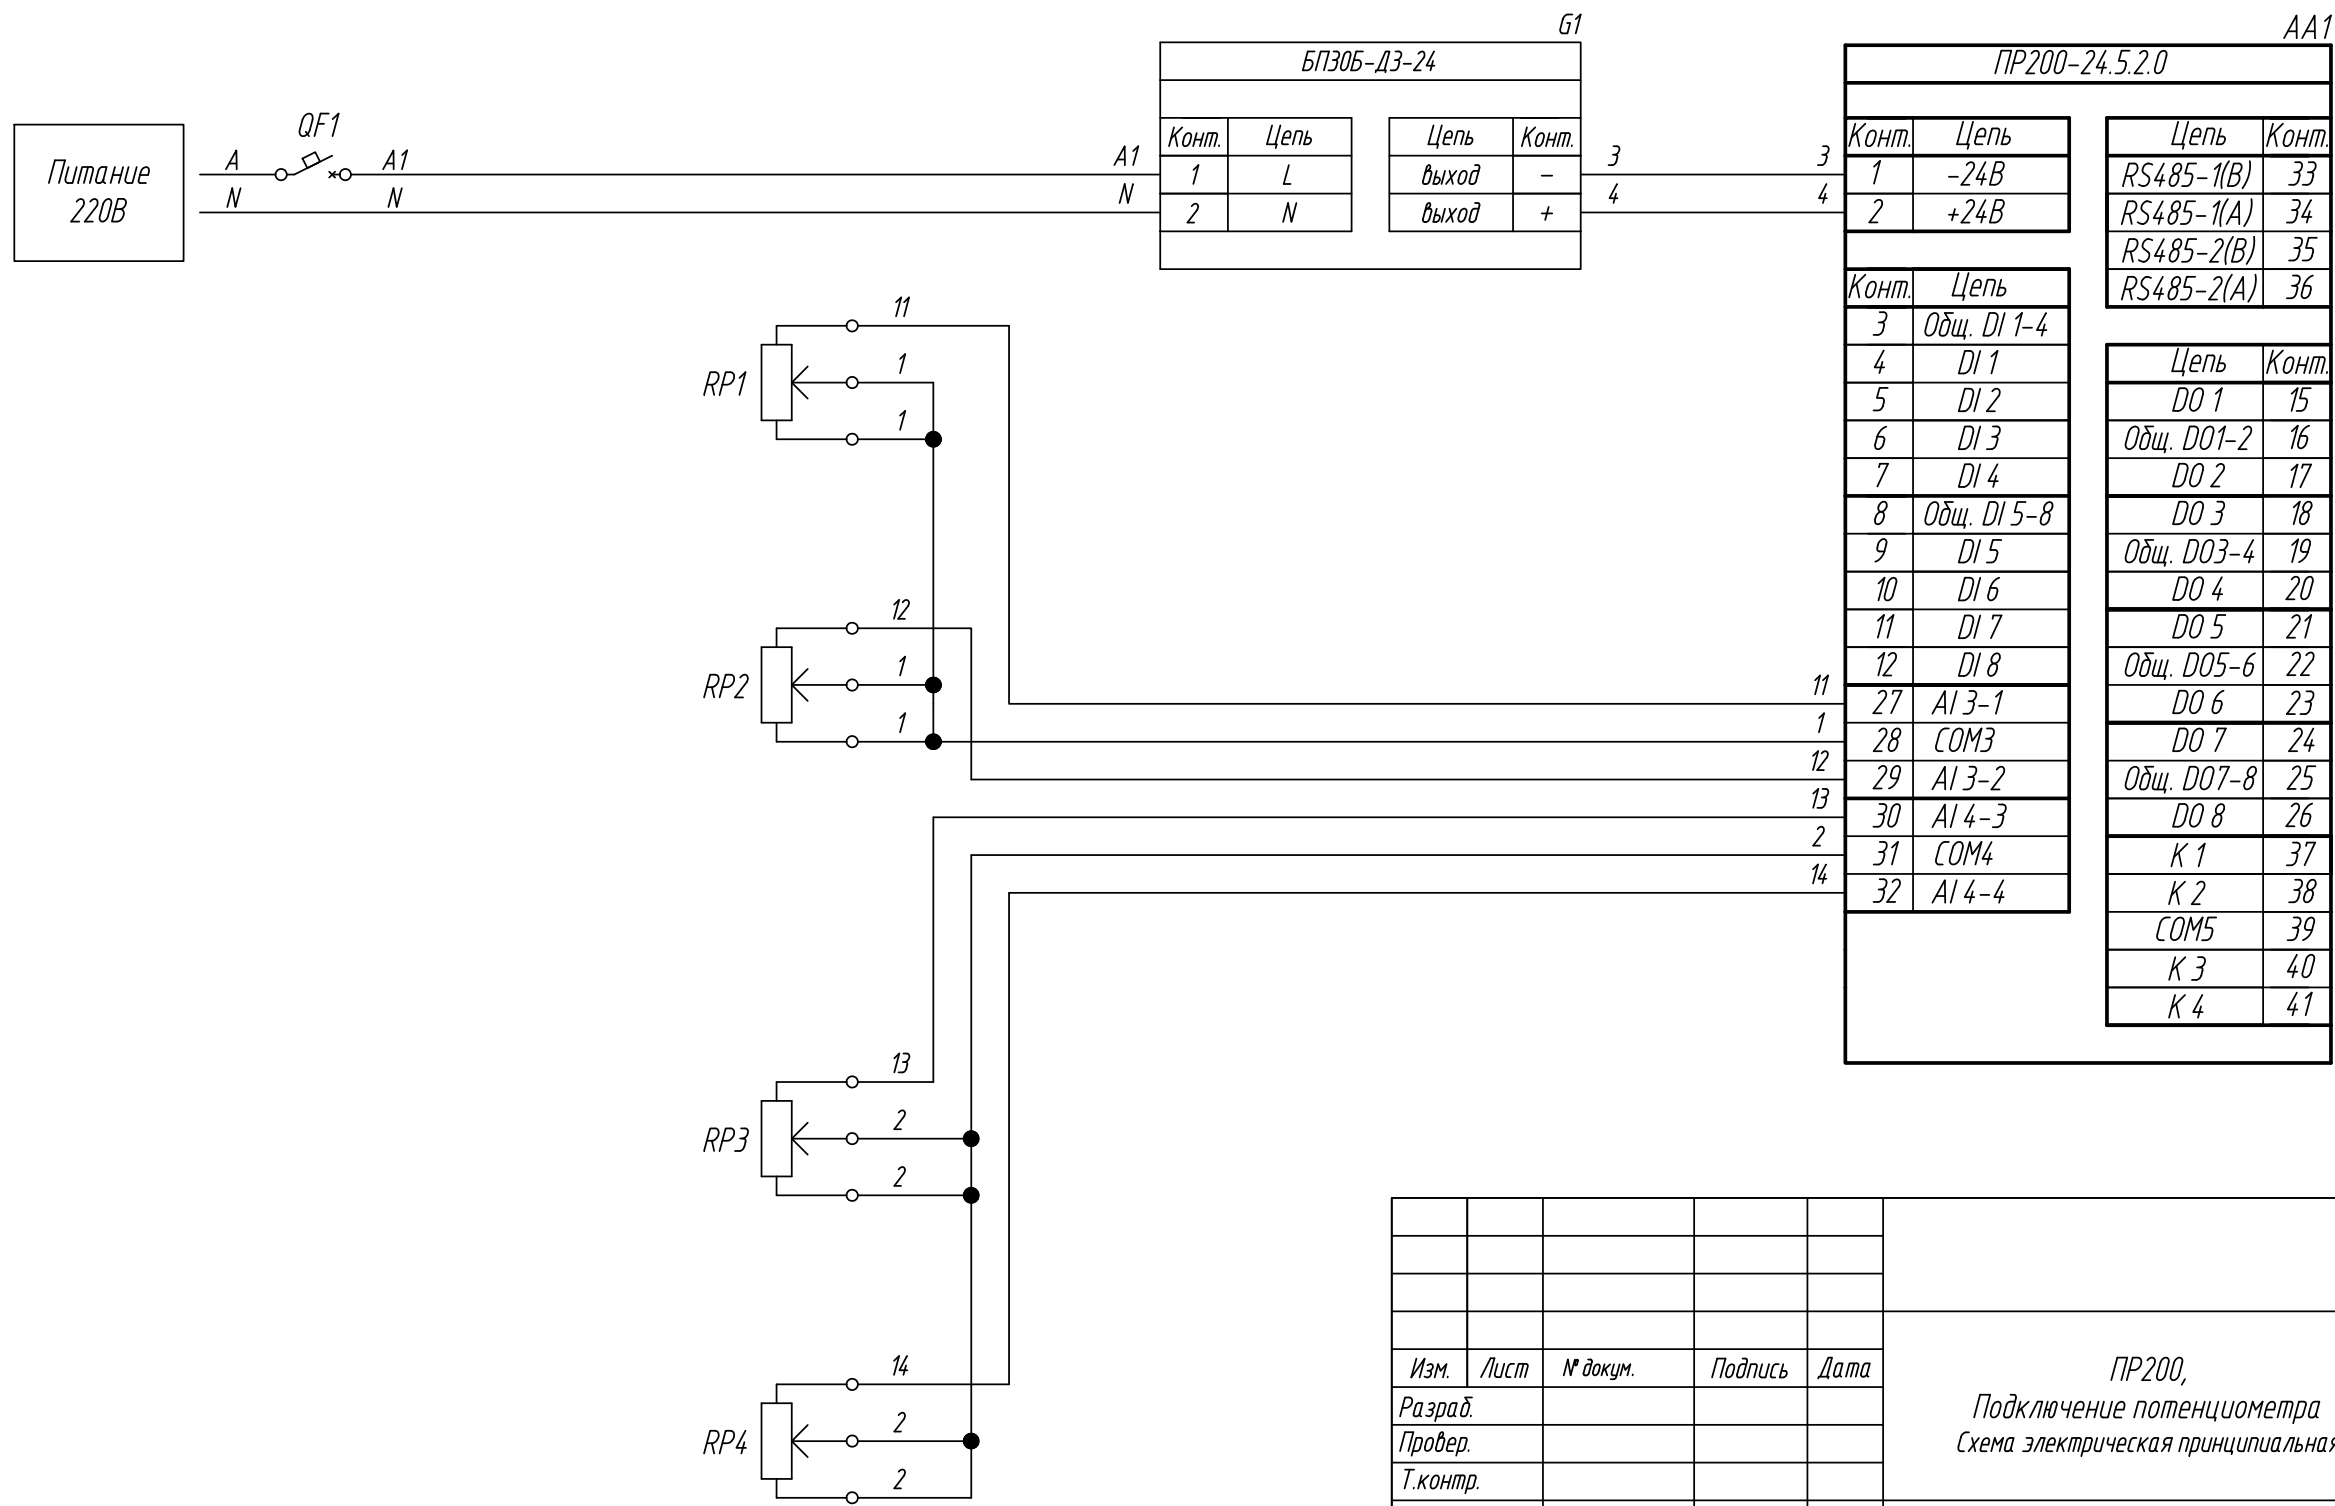 G1
AA1
БП30Б-Д3-24
ПР200-24.5.2.0
Питание
220В
A
QF1
A1
N
N
A1
N
Конт. Цепь
1 L
2 N
Цепь Конт.
выход -
выход +
3
4
3
4
Конт. Цепь
1 -24В
2 +24В
Цепь Конт.
RS485-1(B) 33
RS485-1(A) 34
RS485-2(B) 35
RS485-2(A) 36
Конт. Цепь
3 Общ. DI 1-4
4 DI 1
5 DI 2
6 DI 3
7 DI 4
8 Общ. DI 5-8
9 DI 5
10 DI 6
11 DI 7
12 DI 8
27 AI 3-1
28 COM3
29 AI 3-2
30 AI 4-3
31 COM4
32 AI 4-4
Цепь Конт.
DO 1 15
Общ. DO1-2 16
DO 2 17
DO 3 18
Общ. DO3-4 19
DO 4 20
DO 5 21
Общ. DO5-6 22
DO 6 23
DO 7 24
Общ. DO7-8 25
DO 8 26
К 1 37
К 2 38
COM5 39
К 3 40
К 4 41
RP1
11
1
1
RP2
12
1
1
11
1
12
13
2
14
RP3
13
2
2
RP4
14
2
2
Изм. Лист № докум. Подпись Дата
Разраб.
Провер.
Т.контр.
ПР200,
Подключение потенциометра
Схема электрическая принципиальная